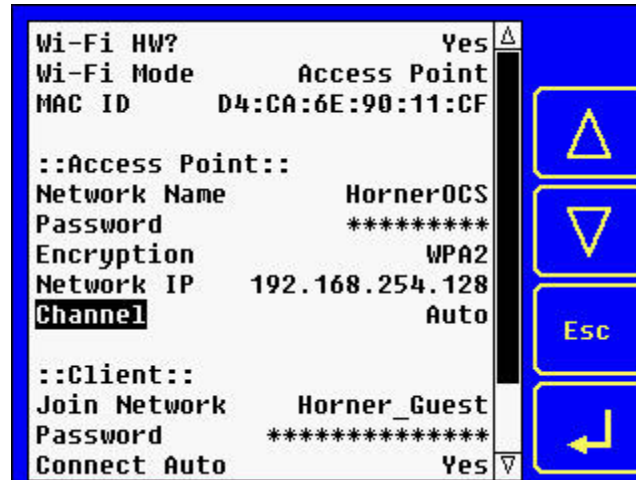 Wi-Fi HW? Yes
Wi-Fi Mode Access Point
MAC ID D4:CA:6E:90:11:CF
::Access Point::
Network Name HornerOCS
Password *********
Encryption WPA2
Network IP 192.168.254.128
Channel Auto
Esc
::Client::
Join Network Horner_Guest
Password **************
Connect Auto Yes